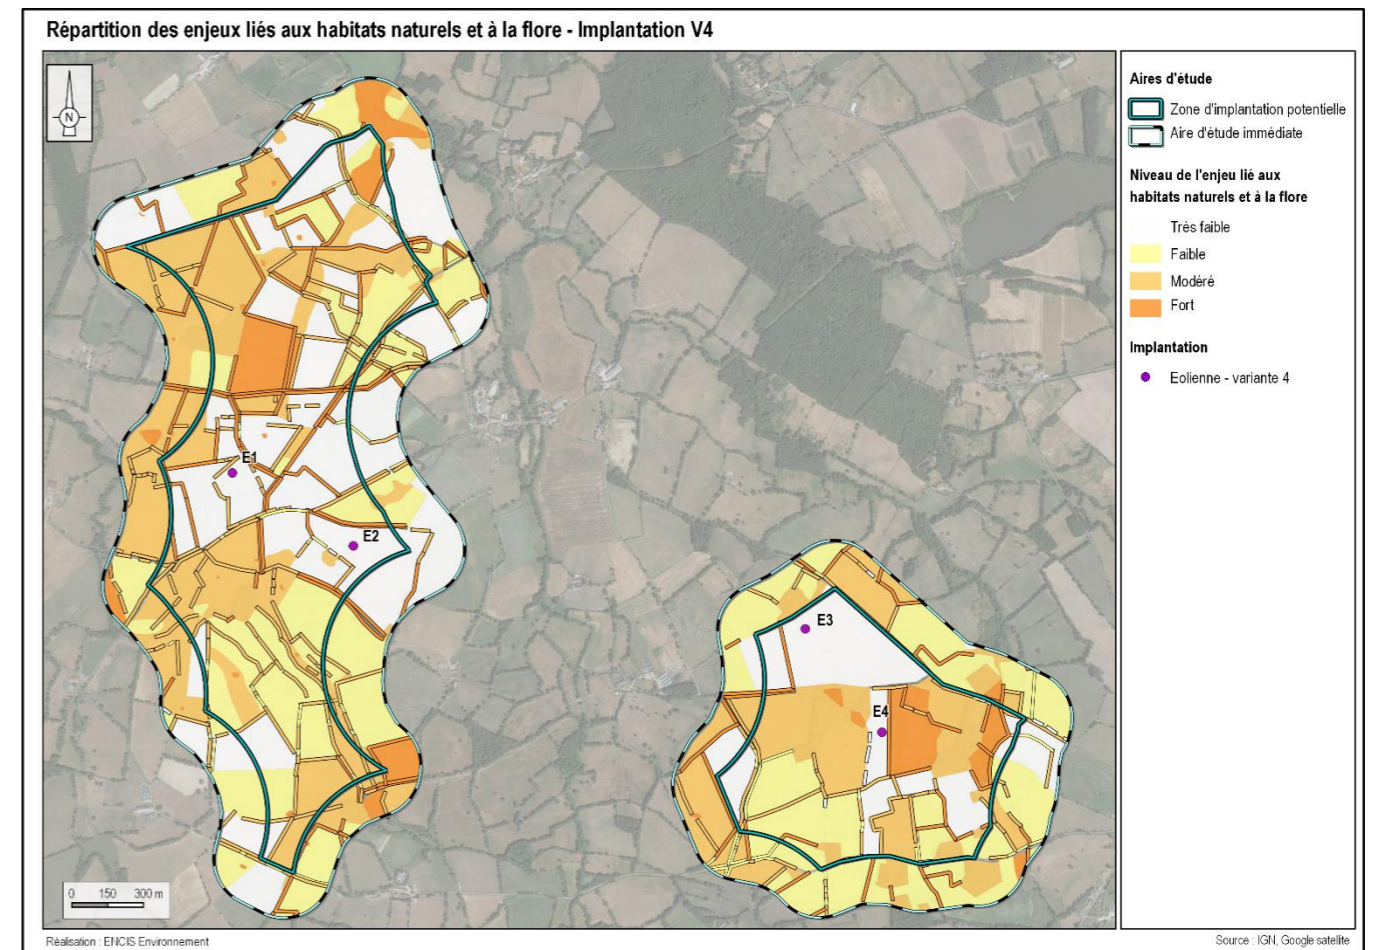 Répartition des enjeux liés aux habitats naturels et à la flore - Implantation V4
N
E1
E2
E3
E4
0 150 300 m
Aires d'étude
Zone d'implantation potentielle
Aire d'étude immédiate
Niveau de l'enjeu lié aux
habitats naturels et à la flore
Très faible
Faible
Modéré
Fort
Implantation
Eolienne - variante 4
Réalisation : ENCIS Environnement
Source : IGN, Google satellite